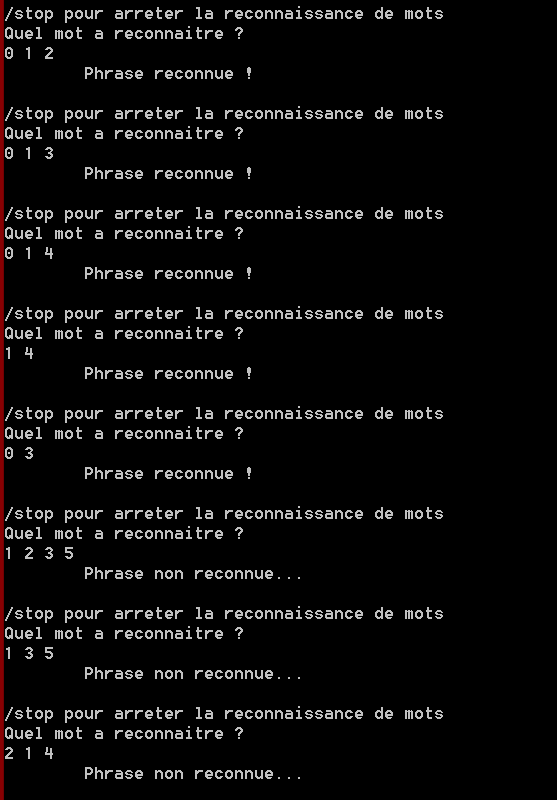 /stop pour arreter la reconnaissance de mots
Quel mot a reconnaitre ?
0 1 2
Phrase reconnue !
/stop pour arreter la reconnaissance de mots
Quel mot a reconnaitre ?
0 1 3
Phrase reconnue !
/stop pour arreter la reconnaissance de mots
Quel mot a reconnaitre ?
0 1 4
Phrase reconnue !
/stop pour arreter la reconnaissance de mots
Quel mot a reconnaitre ?
1 4
Phrase reconnue !
/stop pour arreter la reconnaissance de mots
Quel mot a reconnaitre ?
0 3
Phrase reconnue !
/stop pour arreter la reconnaissance de mots
Quel mot a reconnaitre ?
1 2 3 5
Phrase non reconnue...
/stop pour arreter la reconnaissance de mots
Quel mot a reconnaitre ?
1 3 5
Phrase non reconnue...
/stop pour arreter la reconnaissance de mots
Quel mot a reconnaitre ?
2 1 4
Phrase non reconnue...